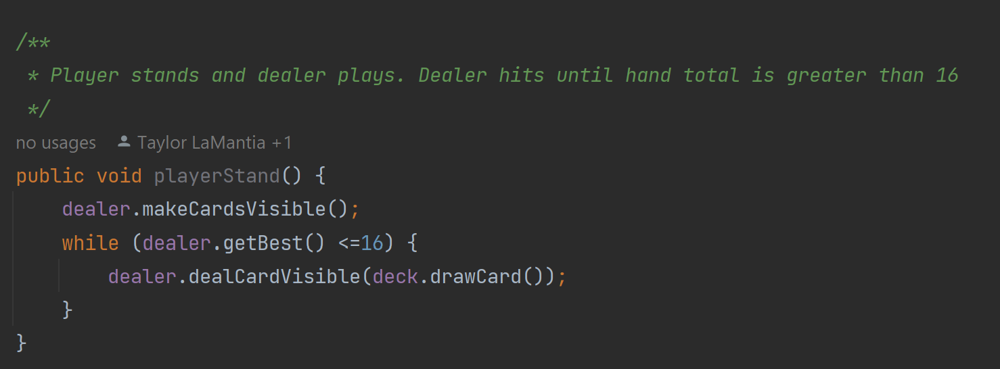 /**
 * Player stands and dealer plays. Dealer hits until hand total is greater than 16
 */
no usages   Taylor LaMantia +1
public void playerStand() {
    dealer.makeCardsVisible();
    while (dealer.getBest() <=16) {
        dealer.dealCardVisible(deck.drawCard());
    }
}